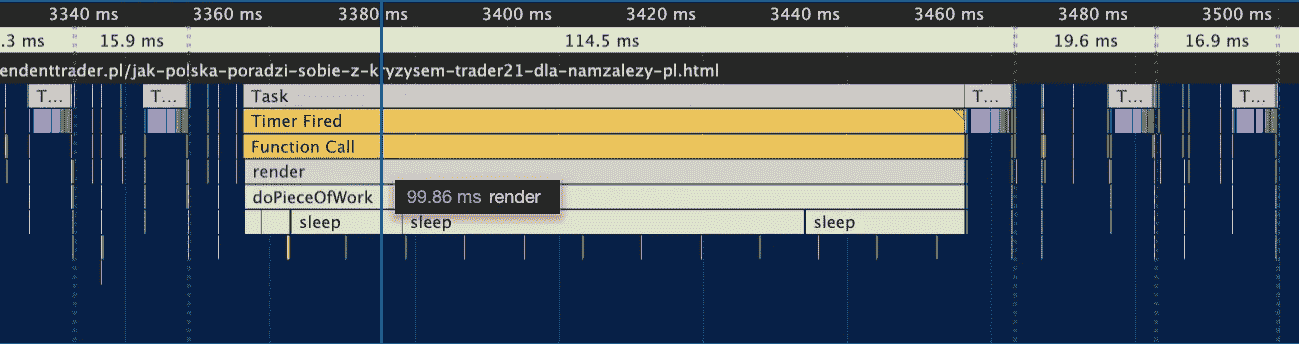 3340 ms 3360 ms 3380 ms 3400 ms 3420 ms 3440 ms 3460 ms 3480 ms 3500 ms
.3 ms 15.9 ms 114.5 ms 19.6 ms 16.9 ms
endenttrader.pl/jak-polska-poradzi-sobie-z-kryzysem-trader21-dla-namzalezy-pl.html
T... T... Task T... T... T...
Timer Fired
Function Call
render
doPieceOfWork 99.86 ms render
sleep sleep sleep